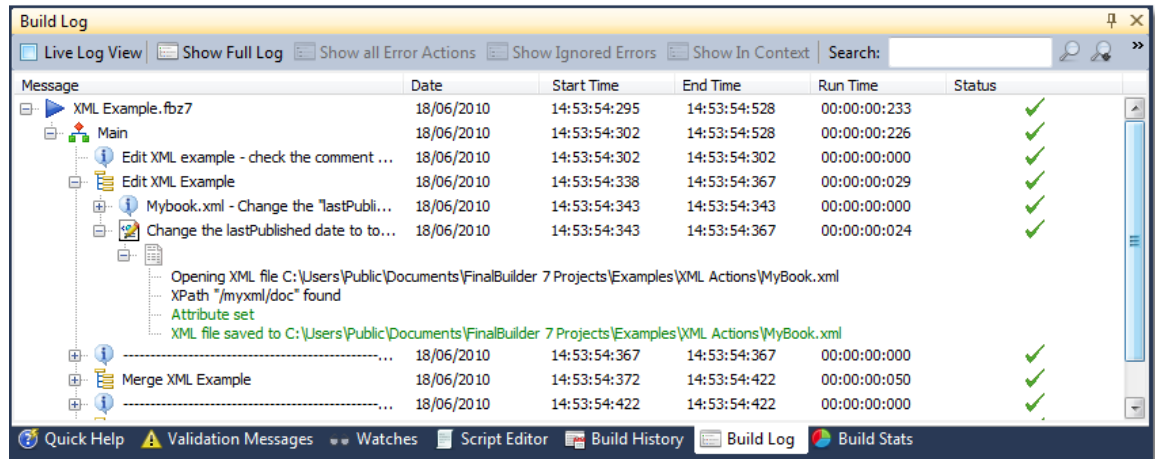 Build Log
Live Log View Show Full Log Show all Error Actions Show Ignored Errors Show In Context Search: »
Message Date Start Time End Time Run Time Status
XML Example.fbz7 18/06/2010 14:53:54:295 14:53:54:528 00:00:00:233
Main 18/06/2010 14:53:54:302 14:53:54:528 00:00:00:226
Edit XML example - check the comment ... 18/06/2010 14:53:54:302 14:53:54:302 00:00:00:000
Edit XML Example 18/06/2010 14:53:54:338 14:53:54:367 00:00:00:029
Mybook.xml - Change the "lastPubli... 18/06/2010 14:53:54:343 14:53:54:343 00:00:00:000
Change the lastPublished date to to... 18/06/2010 14:53:54:343 14:53:54:367 00:00:00:024
Opening XML file C:\Users\Public\Documents\FinalBuilder 7 Projects\Examples\XML Actions\MyBook.xml
XPath "/myxml/doc" found
Attribute set
XML file saved to C:\Users\Public\Documents\FinalBuilder 7 Projects\Examples\XML Actions\MyBook.xml
--------------------------------------------------... 18/06/2010 14:53:54:367 14:53:54:367 00:00:00:000
Merge XML Example 18/06/2010 14:53:54:372 14:53:54:422 00:00:00:050
--------------------------------------------------... 18/06/2010 14:53:54:422 14:53:54:422 00:00:00:000
Quick Help Validation Messages Watches Script Editor Build History Build Log Build Stats